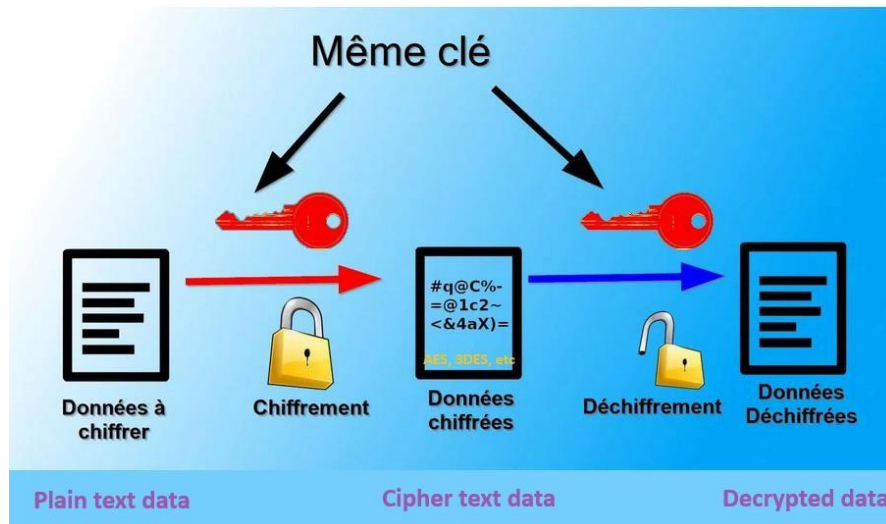 Même clé
#q@C%-
=@1c2~
<&4aX)=
AES, 3DES, etc
Données à
chiffrer
Chiffrement
Données
chiffrées
Déchiffrement
Données
Déchiffrées
Plain text data
Cipher text data
Decrypted data